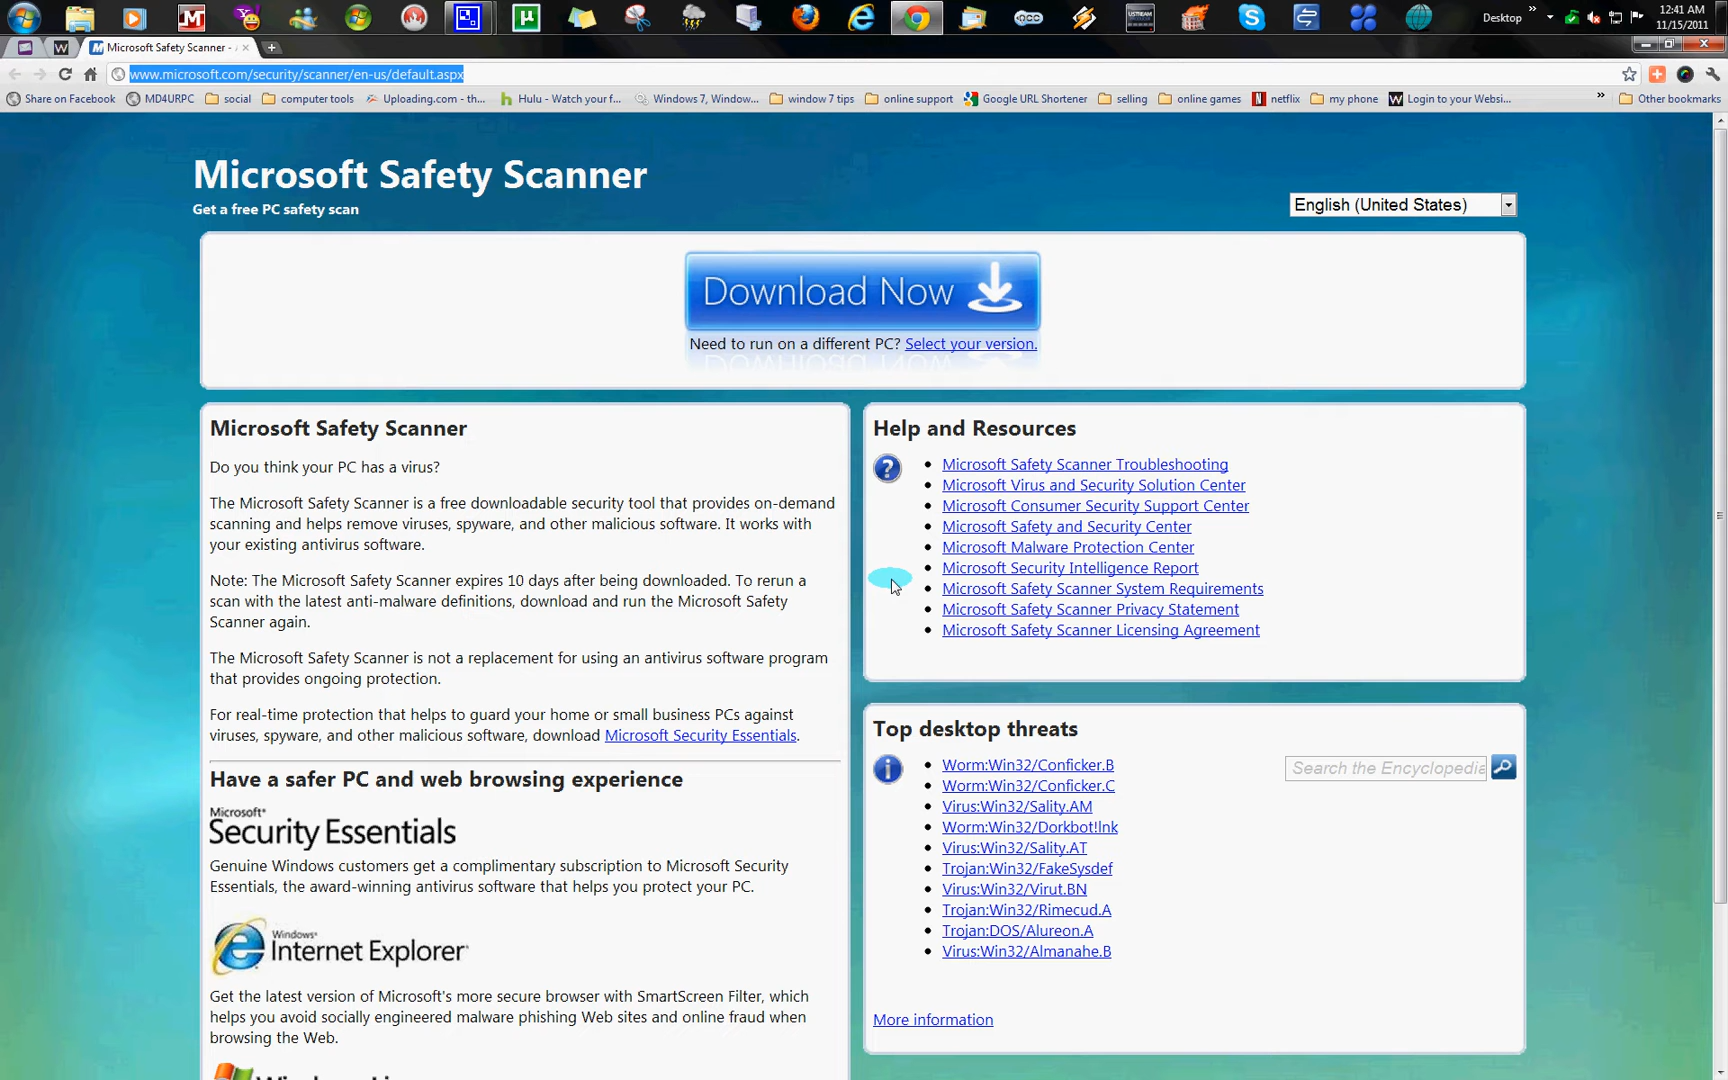 Desktop
»
12:41 AM
11/15/2011
Microsoft Safety Scanner -
www.microsoft.com/security/scanner/en-us/default.aspx
Share on Facebook
MD4URPC
social
computer tools
Uploading.com - th...
Hulu - Watch your f...
Windows 7, Window...
window 7 tips
online support
Google URL Shortener
selling
online games
netflix
my phone
Login to your Websi...
»
Other bookmarks
Microsoft Safety Scanner
Get a free PC safety scan
English (United States)
Download Now
Need to run on a different PC? Select your version.
Microsoft Safety Scanner
Do you think your PC has a virus?
The Microsoft Safety Scanner is a free downloadable security tool that provides on-demand
scanning and helps remove viruses, spyware, and other malicious software. It works with
your existing antivirus software.
Note: The Microsoft Safety Scanner expires 10 days after being downloaded. To rerun a
scan with the latest anti-malware definitions, download and run the Microsoft Safety
Scanner again.
The Microsoft Safety Scanner is not a replacement for using an antivirus software program
that provides ongoing protection.
For real-time protection that helps to guard your home or small business PCs against
viruses, spyware, and other malicious software, download Microsoft Security Essentials.
Have a safer PC and web browsing experience
Microsoft®
Security Essentials
Genuine Windows customers get a complimentary subscription to Microsoft Security
Essentials, the award-winning antivirus software that helps you protect your PC.
Windows®
Internet Explorer®
Get the latest version of Microsoft's more secure browser with SmartScreen Filter, which
helps you avoid socially engineered malware phishing Web sites and online fraud when
browsing the Web.
Help and Resources
Microsoft Safety Scanner Troubleshooting
Microsoft Virus and Security Solution Center
Microsoft Consumer Security Support Center
Microsoft Safety and Security Center
Microsoft Malware Protection Center
Microsoft Security Intelligence Report
Microsoft Safety Scanner System Requirements
Microsoft Safety Scanner Privacy Statement
Microsoft Safety Scanner Licensing Agreement
Top desktop threats
Search the Encyclopedia
Worm:Win32/Conficker.B
Worm:Win32/Conficker.C
Virus:Win32/Sality.AM
Worm:Win32/Dorkbot!lnk
Virus:Win32/Sality.AT
Trojan:Win32/FakeSysdef
Virus:Win32/Virut.BN
Trojan:Win32/Rimecud.A
Trojan:DOS/Alureon.A
Virus:Win32/Almanahe.B
More information